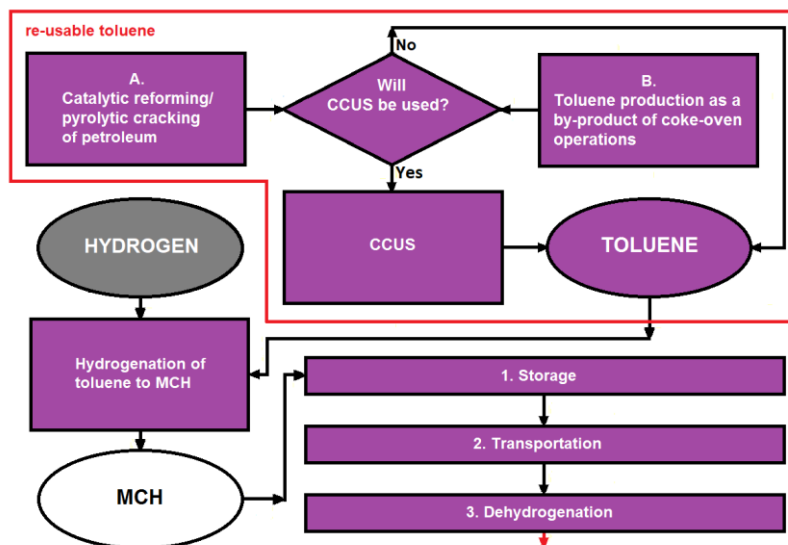 re-usable toluene
No
A.
Catalytic reforming/
pyrolytic cracking
of petroleum
Will
CCUS be used?
B.
Toluene production as a
by-product of coke-oven
operations
Yes
HYDROGEN
CCUS
TOLUENE
Hydrogenation of
toluene to MCH
1. Storage
2. Transportation
MCH
3. Dehydrogenation